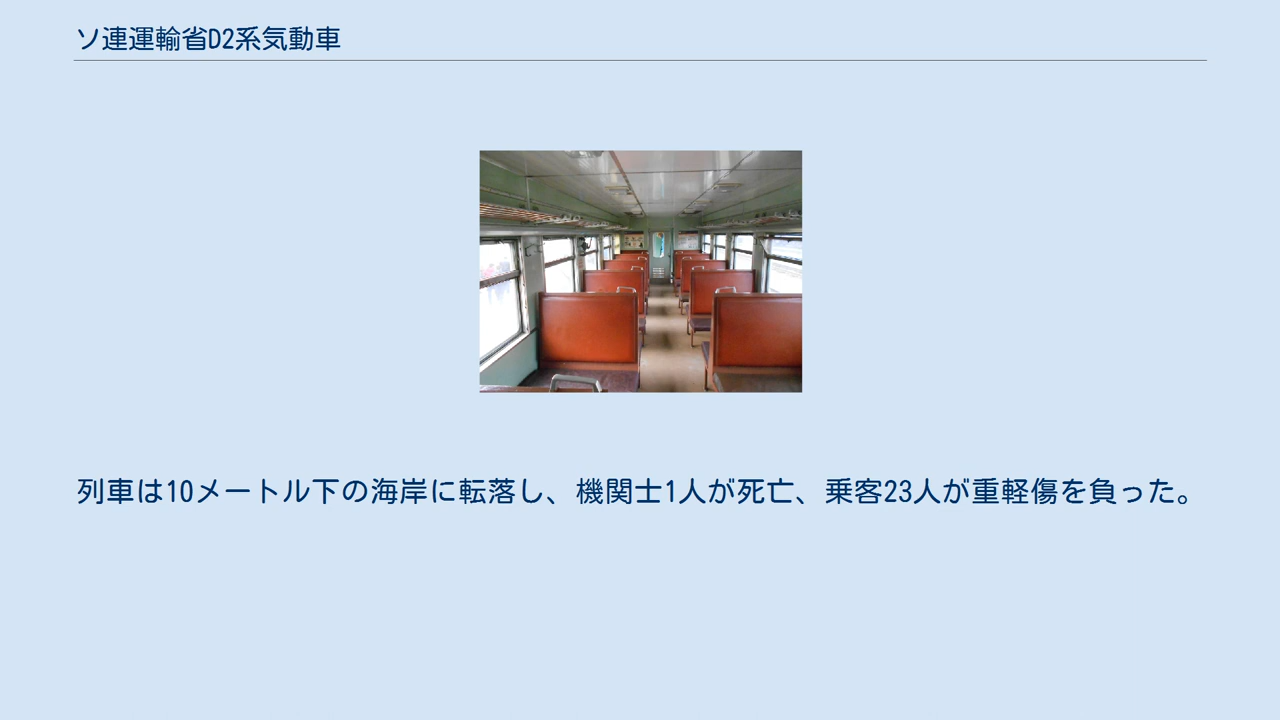 ソ連運輸省D2系気動車
列車は10メートル下の海岸に転落し、機関士1人が死亡、乗客23人が重軽傷を負った。